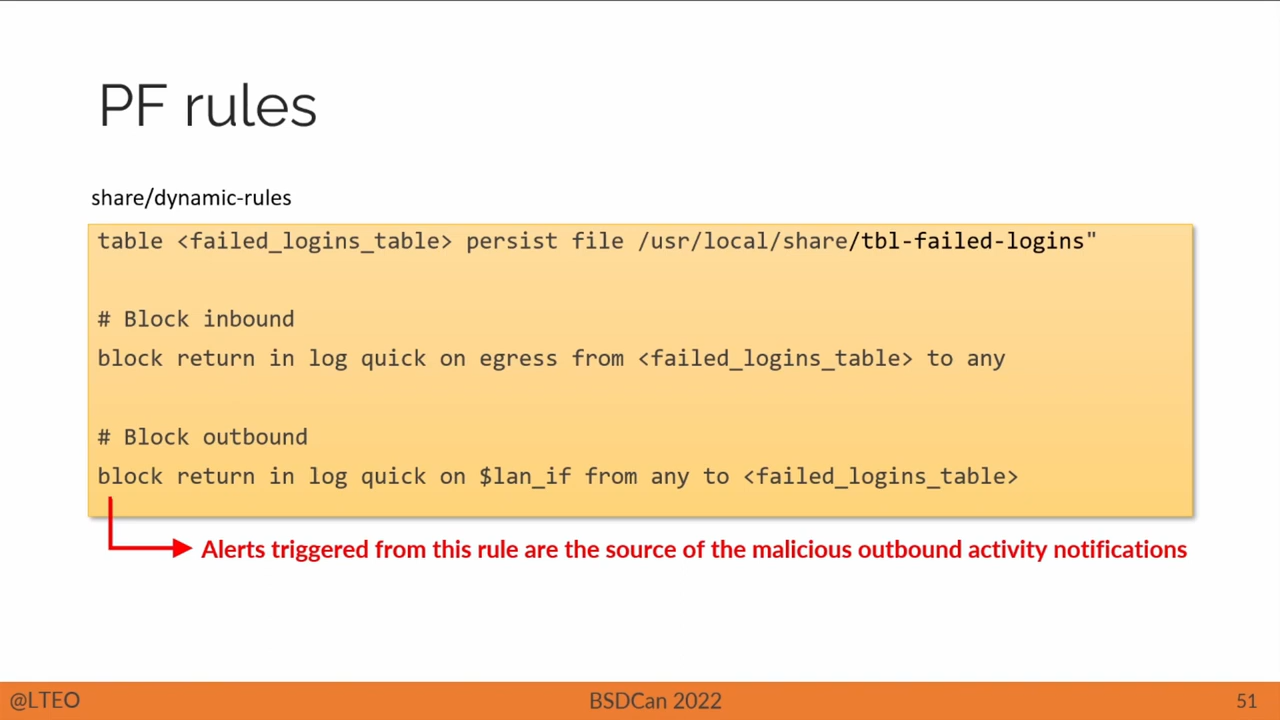 PF rules
share/dynamic-rules
table <failed_logins_table> persist file /usr/local/share/tbl-failed-logins"
# Block inbound
block return in log quick on egress from <failed_logins_table> to any
# Block outbound
block return in log quick on $lan_if from any to <failed_logins_table>
Alerts triggered from this rule are the source of the malicious outbound activity notifications
@LTEO BSDCan 2022 51